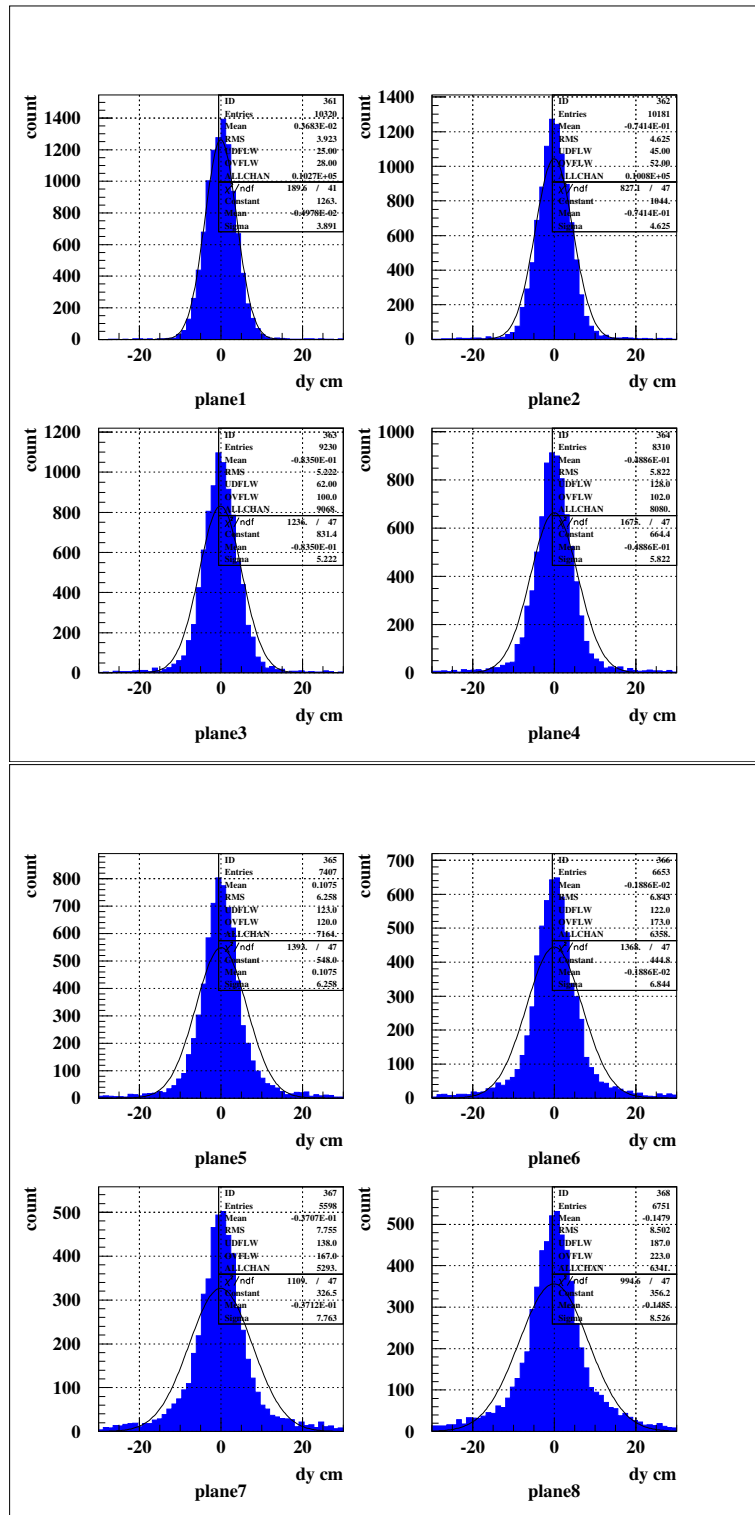 count
1400
1200
1000
800
600
400
200
0
-20 0 20
dy cm
plane1
ID 361
Entries 10320
Mean 0.3683E-02
RMS 3.923
UDFLW 25.00
OVFLW 28.00
ALLCHAN 0.1027E+05
/ndf 189.6 / 41
Constant 1263.
Mean -0.4978E-02
Sigma 3.891
count
1400
1200
1000
800
600
400
200
0
-20 0 20
dy cm
plane2
ID 362
Entries 10181
Mean -0.7414E-01
RMS 4.625
UDFLW 45.00
OVFLW 52.00
ALLCHAN 0.1008E+05
/ndf 827.1 / 47
Constant 1044.
Mean -0.7414E-01
Sigma 4.625
count
1200
1000
800
600
400
200
0
-20 0 20
dy cm
plane3
ID 363
Entries 9230
Mean -0.8350E-01
RMS 5.222
UDFLW 62.00
OVFLW 100.0
ALLCHAN 9068.
/ndf 1236. / 47
Constant 831.4
Mean -0.8350E-01
Sigma 5.222
count
1000
800
600
400
200
0
-20 0 20
dy cm
plane4
ID 364
Entries 8310
Mean -0.4886E-01
RMS 5.822
UDFLW 128.0
OVFLW 102.0
ALLCHAN 8080.
/ndf 1675. / 47
Constant 664.4
Mean -0.4886E-01
Sigma 5.822
count
800
700
600
500
400
300
200
100
0
-20 0 20
dy cm
plane5
ID 365
Entries 7407
Mean 0.1075
RMS 6.258
UDFLW 123.0
OVFLW 120.0
ALLCHAN 7164.
/ndf 1393. / 47
Constant 548.0
Mean 0.1075
Sigma 6.258
count
700
600
500
400
300
200
100
0
-20 0 20
dy cm
plane6
ID 366
Entries 6653
Mean -0.1886E-02
RMS 6.843
UDFLW 122.0
OVFLW 173.0
ALLCHAN 6358.
/ndf 1368. / 47
Constant 444.8
Mean -0.1886E-02
Sigma 6.844
count
500
400
300
200
100
0
-20 0 20
dy cm
plane7
ID 367
Entries 5598
Mean -0.3707E-01
RMS 7.755
UDFLW 138.0
OVFLW 167.0
ALLCHAN 5293.
/ndf 1109. / 47
Constant 326.5
Mean -0.3712E-01
Sigma 7.763
count
500
400
300
200
100
0
-20 0 20
dy cm
plane8
ID 368
Entries 6751
Mean -0.1479
RMS 8.502
UDFLW 187.0
OVFLW 223.0
ALLCHAN 6341.
/ndf 994.6 / 47
Constant 356.2
Mean -0.1485
Sigma 8.526